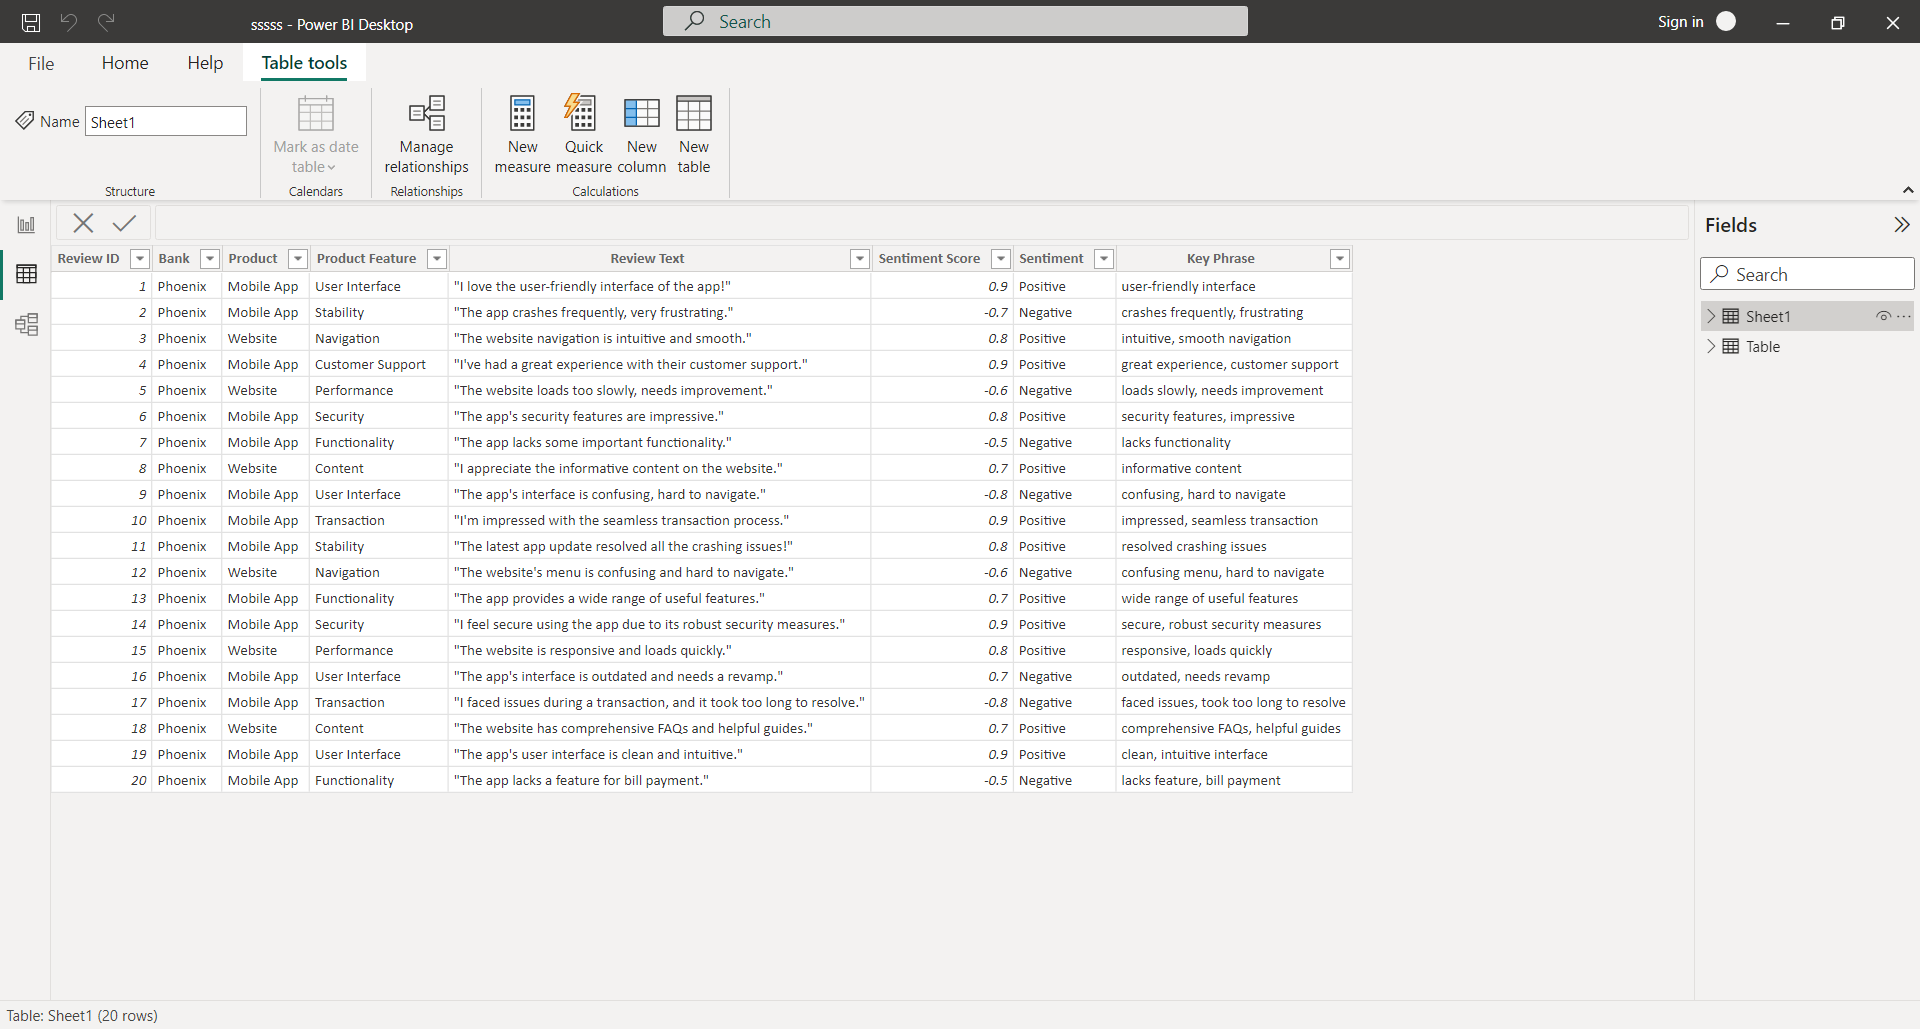 sssss - Power BI Desktop
Search
Sign in
File Home Help Table tools
Name Sheet1
Mark as date table
Manage relationships
New measure
Quick measure
New column
New table
Structure Calendars Relationships Calculations
Review ID Bank Product Product Feature Review Text Sentiment Score Sentiment Key Phrase
1 Phoenix Mobile App User Interface "I love the user-friendly interface of the app!" 0.9 Positive user-friendly interface
2 Phoenix Mobile App Stability "The app crashes frequently, very frustrating." -0.7 Negative crashes frequently, frustrating
3 Phoenix Website Navigation "The website navigation is intuitive and smooth." 0.8 Positive intuitive, smooth navigation
4 Phoenix Mobile App Customer Support "I've had a great experience with their customer support." 0.9 Positive great experience, customer support
5 Phoenix Website Performance "The website loads too slowly, needs improvement." -0.6 Negative loads slowly, needs improvement
6 Phoenix Mobile App Security "The app's security features are impressive." 0.8 Positive security features, impressive
7 Phoenix Mobile App Functionality "The app lacks some important functionality." -0.5 Negative lacks functionality
8 Phoenix Website Content "I appreciate the informative content on the website." 0.7 Positive informative content
9 Phoenix Mobile App User Interface "The app's interface is confusing, hard to navigate." -0.8 Negative confusing, hard to navigate
10 Phoenix Mobile App Transaction "I'm impressed with the seamless transaction process." 0.9 Positive impressed, seamless transaction
11 Phoenix Mobile App Stability "The latest app update resolved all the crashing issues!" 0.8 Positive resolved crashing issues
12 Phoenix Website Navigation "The website's menu is confusing and hard to navigate." -0.6 Negative confusing menu, hard to navigate
13 Phoenix Mobile App Functionality "The app provides a wide range of useful features." 0.7 Positive wide range of useful features
14 Phoenix Mobile App Security "I feel secure using the app due to its robust security measures." 0.9 Positive secure, robust security measures
15 Phoenix Website Performance "The website is responsive and loads quickly." 0.8 Positive responsive, loads quickly
16 Phoenix Mobile App User Interface "The app's interface is outdated and needs a revamp." 0.7 Negative outdated, needs revamp
17 Phoenix Mobile App Transaction "I faced issues during a transaction, and it took too long to resolve." -0.8 Negative faced issues, took too long to resolve
18 Phoenix Website Content "The website has comprehensive FAQs and helpful guides." 0.7 Positive comprehensive FAQs, helpful guides
19 Phoenix Mobile App User Interface "The app's user interface is clean and intuitive." 0.9 Positive clean, intuitive interface
20 Phoenix Mobile App Functionality "The app lacks a feature for bill payment." -0.5 Negative lacks feature, bill payment
Fields
Search
Sheet1
Table
Table: Sheet1 (20 rows)